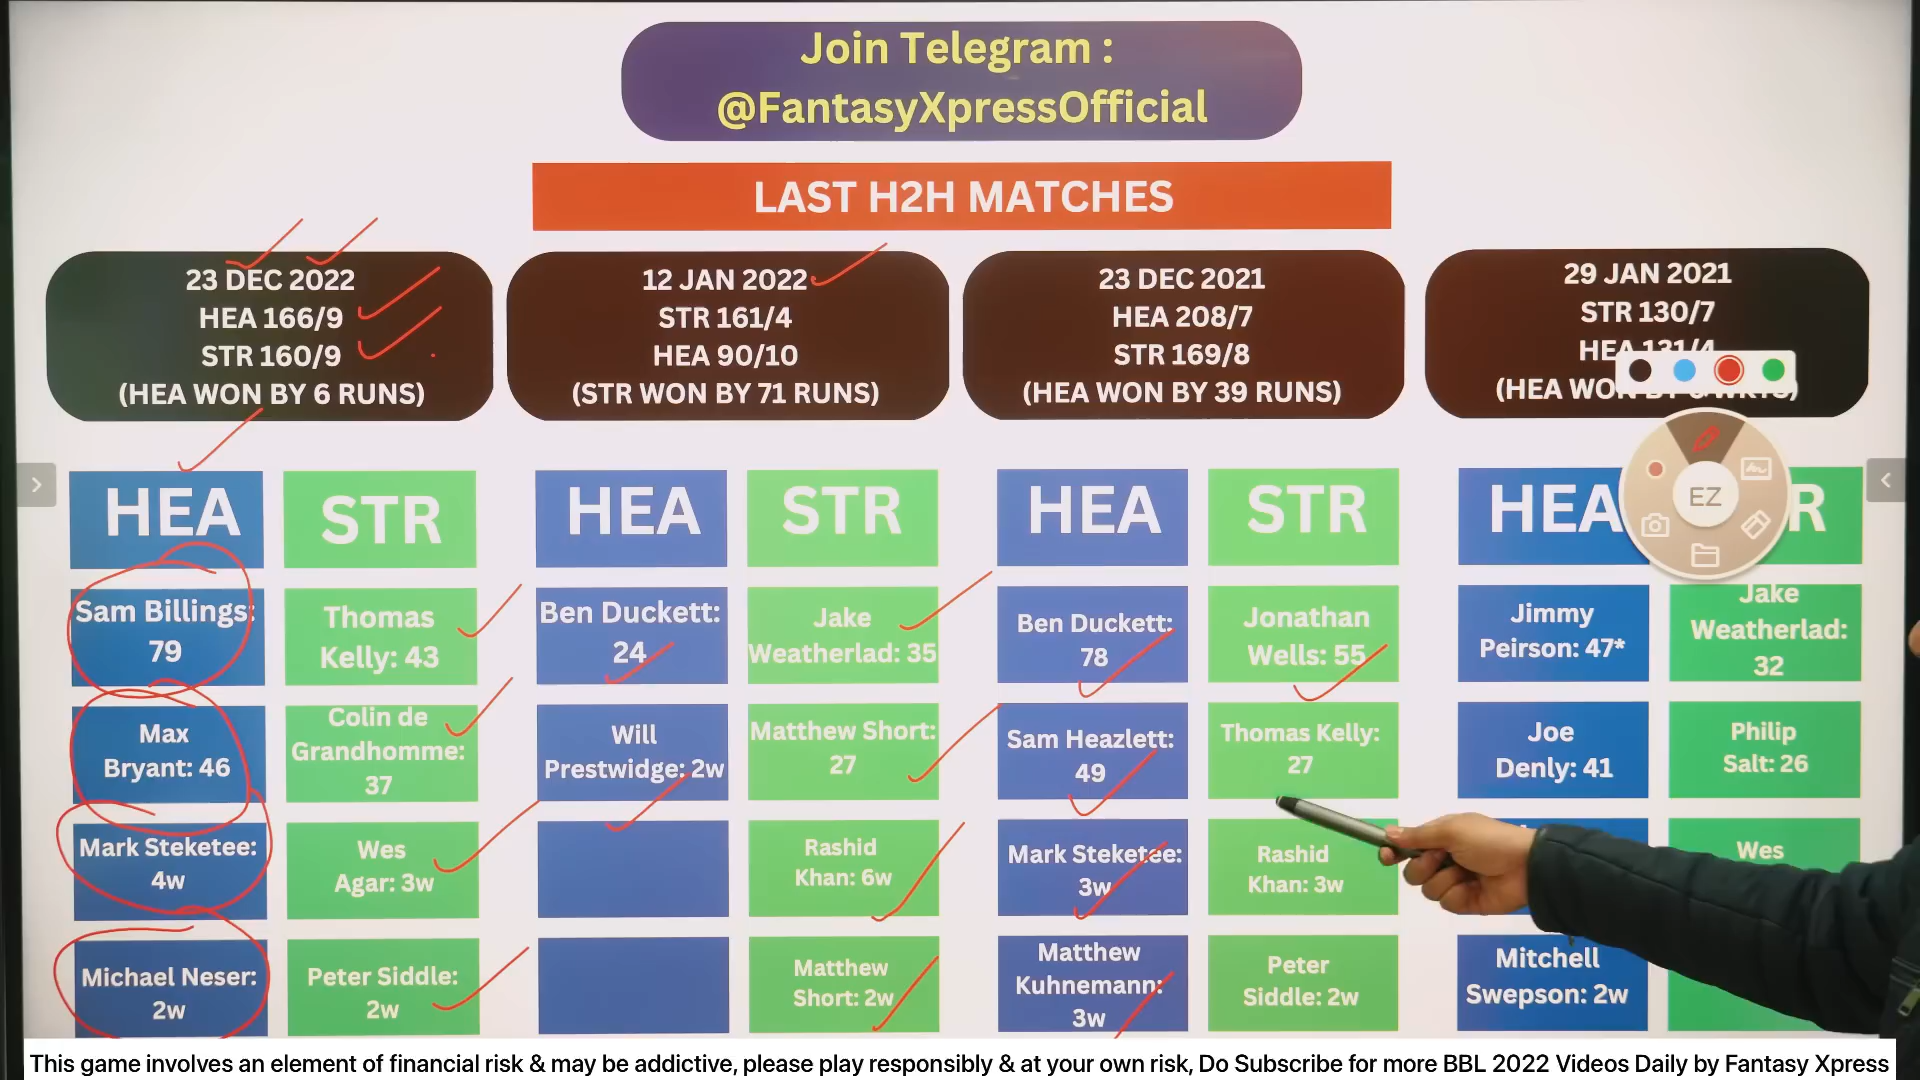 Join Telegram :
@FantasyXpressOfficial
LAST H2H MATCHES
23 DEC 2022
HEA 166/9
STR 160/9
(HEA WON BY 6 RUNS)
12 JAN 2022
STR 161/4
HEA 90/10
(STR WON BY 71 RUNS)
23 DEC 2021
HEA 208/7
STR 169/8
(HEA WON BY 39 RUNS)
29 JAN 2021
STR 130/7
HEA 131/4
(HEA WON BY
HEA
STR
HEA
STR
HEA
STR
HEA
R
EZ
Sam Billings:
79
Thomas
Kelly: 43
Ben Duckett:
24
Jake
Weatherlad: 35
Ben Duckett:
78
Jonathan
Wells: 55
Jimmy
Peirson: 47*
Jake
Weatherlad:
32
Max
Bryant: 46
Colin de
Grandhomme:
37
Will
Prestwidge: 2w
Matthew Short:
27
Sam Heazlett:
49
Thomas Kelly:
27
Joe
Denly: 41
Philip
Salt: 26
Mark Steketee:
4w
Wes
Agar: 3w
Rashid
Khan: 6w
Mark Steketee:
3w
Rashid
Khan: 3w
Wes
Michael Neser:
2w
Peter Siddle:
2w
Matthew
Short: 2w
Matthew
Kuhnemann:
3w
Peter
Siddle: 2w
Mitchell
Swepson: 2w
This game involves an element of financial risk & may be addictive, please play responsibly & at your own risk, Do Subscribe for more BBL 2022 Videos Daily by Fantasy Xpress